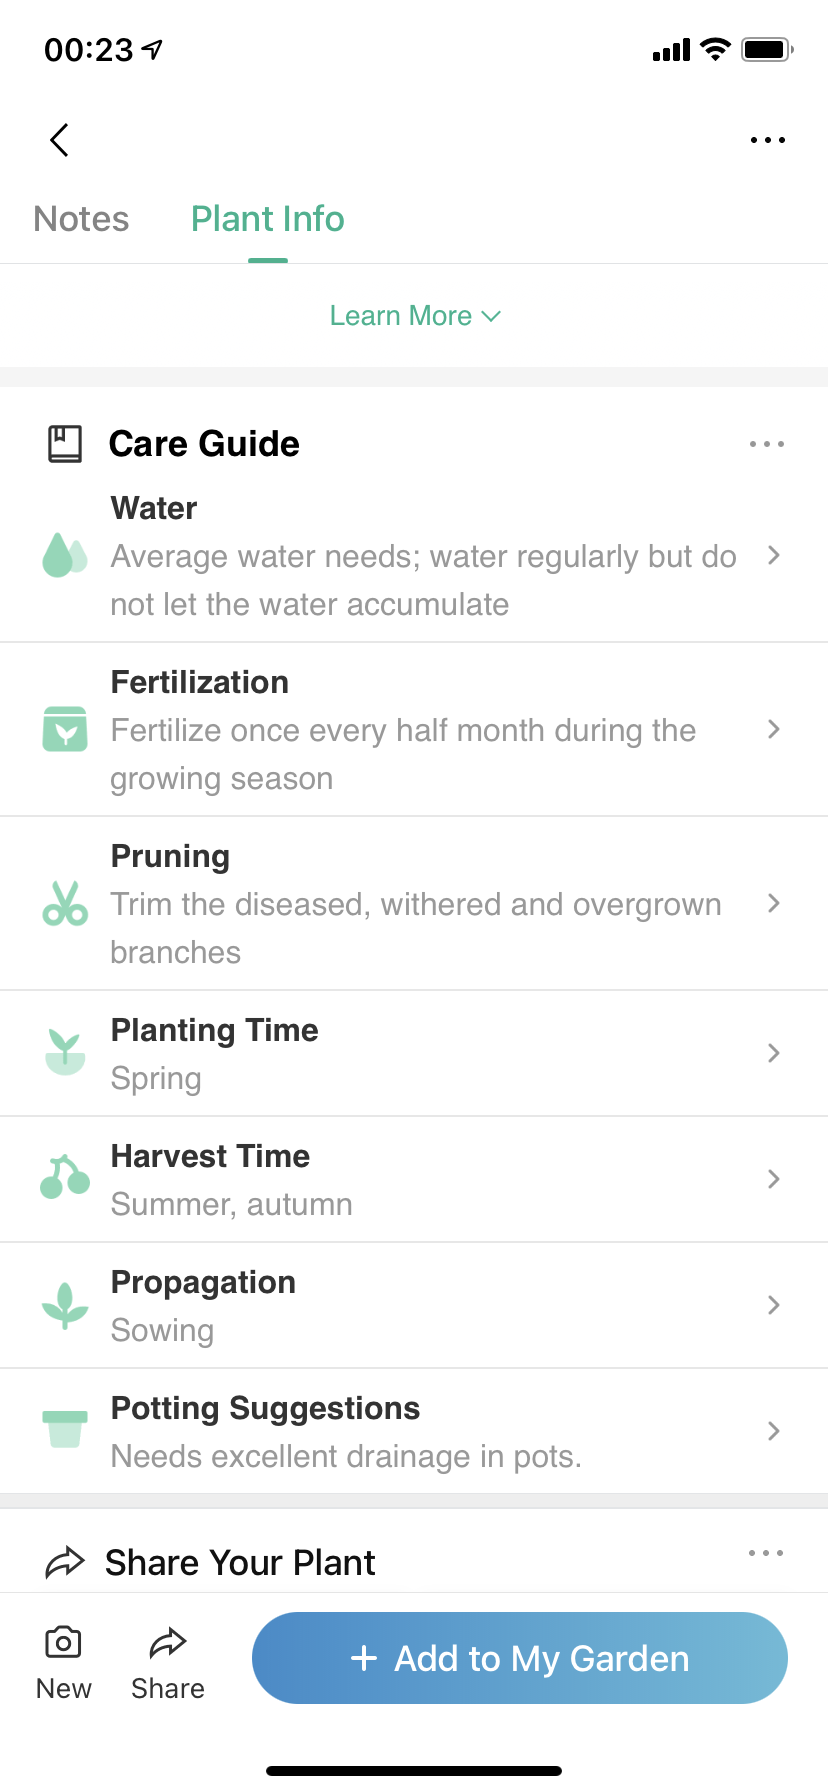 00:23
Notes
Plant Info
Learn More
Care Guide
Water
Average water needs; water regularly but do
not let the water accumulate
Fertilization
Fertilize once every half month during the
growing season
Pruning
Trim the diseased, withered and overgrown
branches
Planting Time
Spring
Harvest Time
Summer, autumn
Propagation
Sowing
Potting Suggestions
Needs excellent drainage in pots.
Share Your Plant
New
Share
+ Add to My Garden